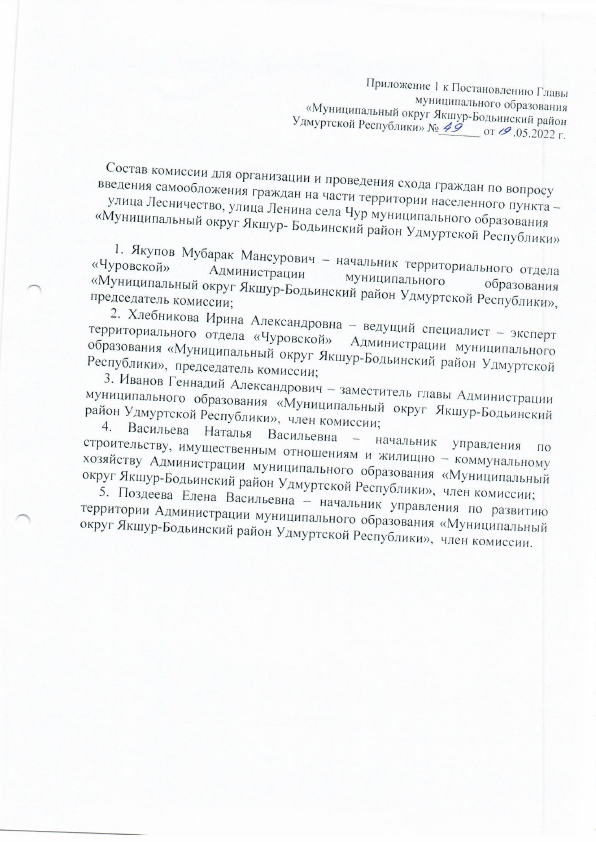 Приложение 1 к Постановлению Главы
муниципального образования
«Муниципальный округ Якшур-Бодьинский район
Удмуртской Республики» № 49 от 19.05.2022 г.
Состав комиссии для организации и проведения схода граждан по вопросу
введения самообложения граждан на части территории населенного пункта –
улица Лесничество, улица Ленина села Чур муниципального образования
«Муниципальный округ Якшур- Бодьинский район Удмуртской Республики»
1. Якупов Мубарак Мансурович – начальник территориального отдела
«Чуровской» Администрации муниципального образования
«Муниципальный округ Якшур-Бодьинский район Удмуртской Республики»,
председатель комиссии;
2. Хлебникова Ирина Александровна – ведущий специалист – эксперт
территориального отдела «Чуровской» Администрации муниципального
образования «Муниципальный округ Якшур-Бодьинский район Удмуртской
Республики», председатель комиссии;
3. Иванов Геннадий Александрович – заместитель главы Администрации
муниципального образования «Муниципальный округ Якшур-Бодьинский
район Удмуртской Республики», член комиссии;
4. Васильева Наталья Васильевна – начальник управления по
строительству, имущественным отношениям и жилищно – коммунальному
хозяйству Администрации муниципального образования «Муниципальный
округ Якшур-Бодьинский район Удмуртской Республики», член комиссии;
5. Поздеева Елена Васильевна – начальник управления по развитию
территории Администрации муниципального образования «Муниципальный
округ Якшур-Бодьинский район Удмуртской Республики», член комиссии.